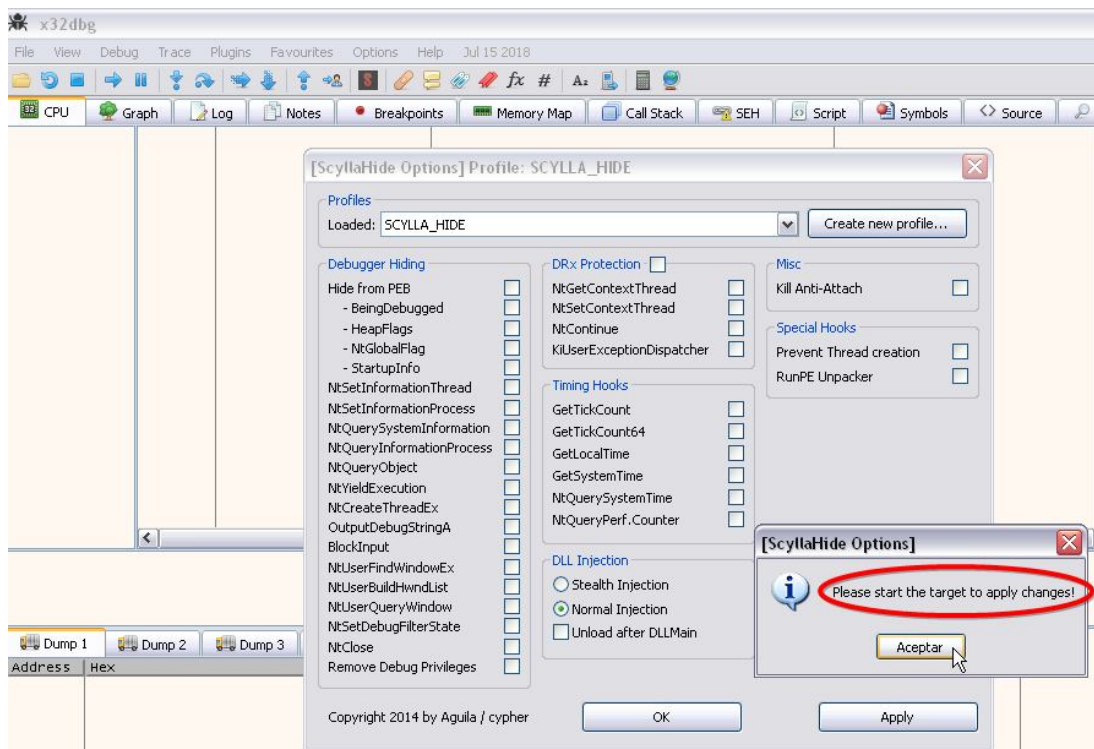 x32dbg
File View Debug Trace Plugins Favourites Options Help Jul 15 2018
CPU Graph Log Notes Breakpoints Memory Map Call Stack SEH Script Symbols Source
[ScyllaHide Options] Profile: SCYLLA_HIDE
Profiles
Loaded: SCYLLA_HIDE Create new profile...
Debugger Hiding
Hide from PEB
- BeingDebugged
- HeapFlags
- NtGlobalFlag
- StartupInfo
NtSetInformationThread
NtSetInformationProcess
NtQuerySystemInformation
NtQueryInformationProcess
NtQueryObject
NtYieldExecution
NtCreateThreadEx
OutputDebugStringA
BlockInput
NtUserFindWindowEx
NtUserBuildHwndList
NtUserQueryWindow
NtSetDebugFilterState
NtClose
Remove Debug Privileges
DRx Protection
NtGetContextThread
NtSetContextThread
NtContinue
KiUserExceptionDispatcher
Timing Hooks
GetTickCount
GetTickCount64
GetLocalTime
GetSystemTime
NtQuerySystemTime
NtQueryPerf.Counter
DLL Injection
Stealth Injection
Normal Injection
Unload after DLLMain
Misc
Kill Anti-Attach
Special Hooks
Prevent Thread creation
RunPE Unpacker
[ScyllaHide Options]
Please start the target to apply changes!
Aceptar
Copyright 2014 by Aguila / cypher OK Apply
Dump 1 Dump 2 Dump 3
Address Hex